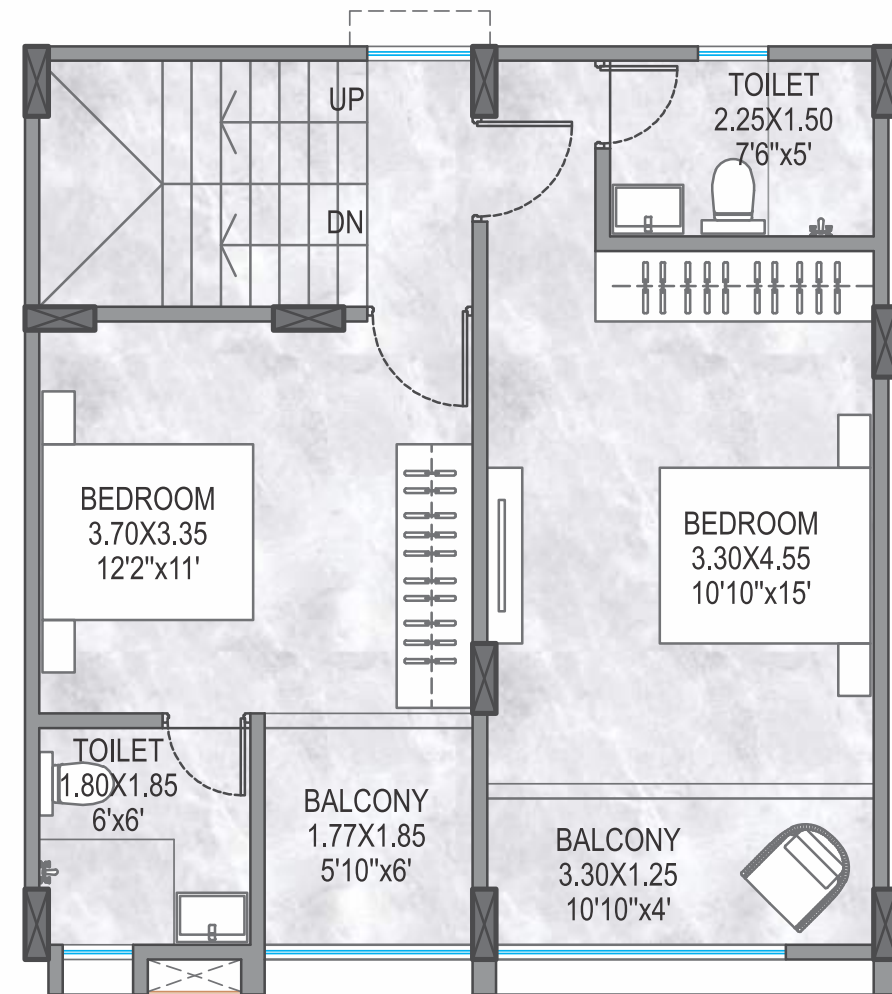 UP
DN
TOILET
2.25X1.50
7'6"x5'
BEDROOM
3.70X3.35
12'2"x11'
BEDROOM
3.30X4.55
10'10"x15'
TOILET
1.80X1.85
6'x6'
BALCONY
1.77X1.85
5'10"x6'
BALCONY
3.30X1.25
10'10"x4'